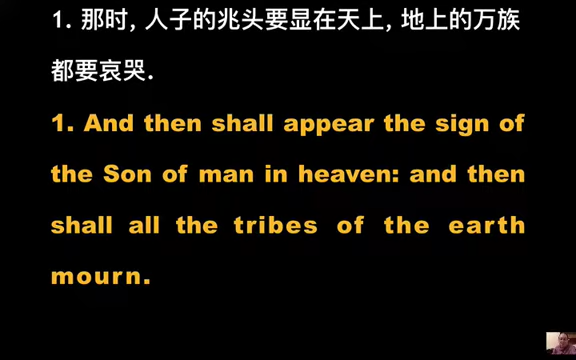 1. 那时, 人子的兆头要显在天上, 地上的万族
都要哀哭.
1. And then shall appear the sign of
the Son of man in heaven: and then
shall all the tribes of the earth
mourn.